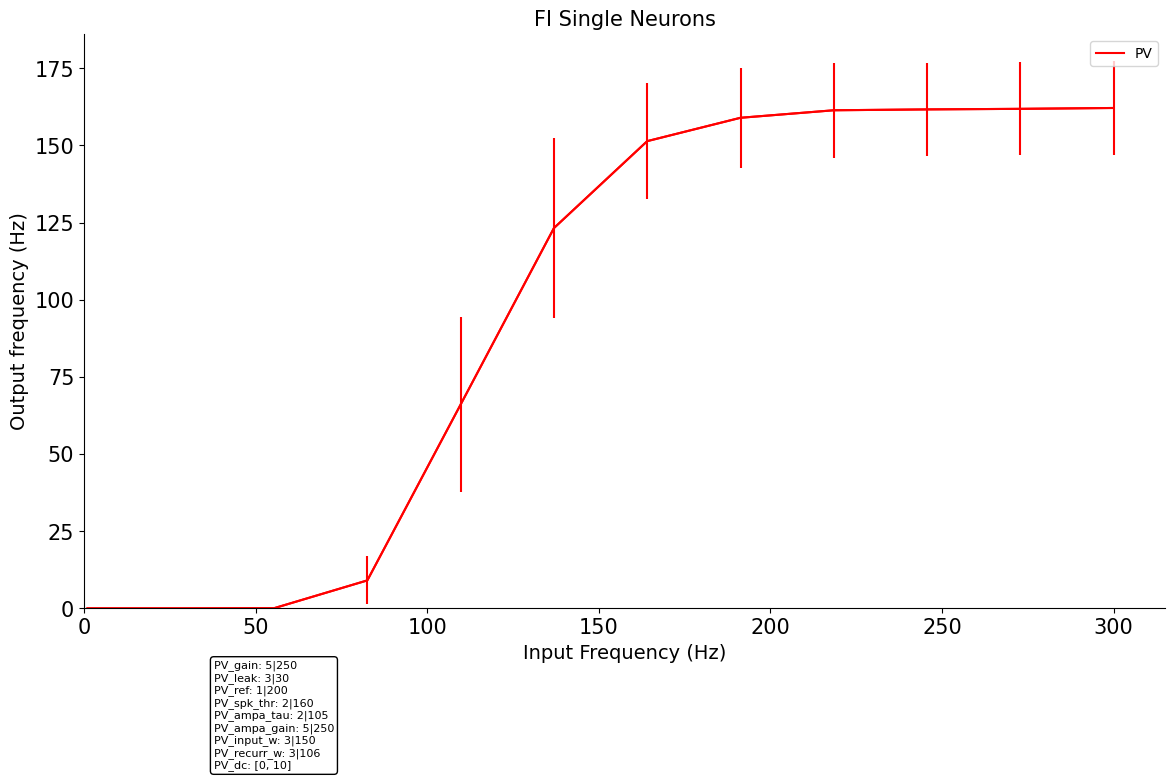 FI Single Neurons
PV
175
150
125
100
75
50
25
0
Output frequency (Hz)
0 50 100 150 200 250 300
Input Frequency (Hz)
PV_gain: 5|250
PV_leak: 3|30
PV_ref: 1|200
PV_spk_thr: 2|160
PV_ampa_tau: 2|105
PV_ampa_gain: 5|250
PV_input_w: 3|150
PV_recurr_w: 3|106
PV_dc: [0, 10]